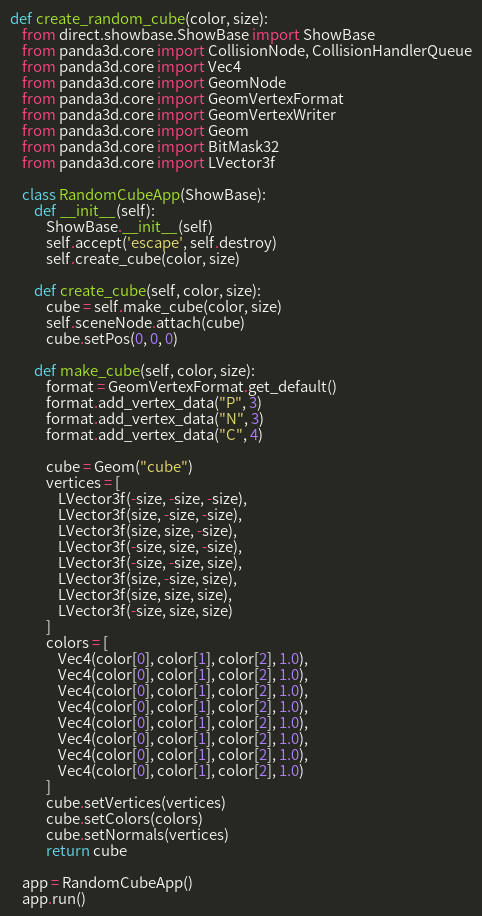 def create_random_cube(color, size):
    from direct.showbase.ShowBase import ShowBase
    from panda3d.core import CollisionNode, CollisionHandlerQueue
    from panda3d.core import Vec4
    from panda3d.core import GeomNode
    from panda3d.core import GeomVertexFormat
    from panda3d.core import GeomVertexWriter
    from panda3d.core import Geom
    from panda3d.core import BitMask32
    from panda3d.core import LVector3f

    class RandomCubeApp(ShowBase):
        def __init__(self):
            ShowBase.__init__(self)
            self.accept('escape', self.destroy)
            self.create_cube(color, size)

        def create_cube(self, color, size):
            cube = self.make_cube(color, size)
            self.sceneNode.attach(cube)
            cube.setPos(0, 0, 0)

        def make_cube(self, color, size):
            format = GeomVertexFormat.get_default()
            format.add_vertex_data("P", 3)
            format.add_vertex_data("N", 3)
            format.add_vertex_data("C", 4)

            cube = Geom("cube")
            vertices = [
                LVector3f(-size, -size, -size),
                LVector3f(size, -size, -size),
                LVector3f(size, size, -size),
                LVector3f(-size, size, -size),
                LVector3f(-size, -size, size),
                LVector3f(size, -size, size),
                LVector3f(size, size, size),
                LVector3f(-size, size, size)
            ]
            colors = [
                Vec4(color[0], color[1], color[2], 1.0),
                Vec4(color[0], color[1], color[2], 1.0),
                Vec4(color[0], color[1], color[2], 1.0),
                Vec4(color[0], color[1], color[2], 1.0),
                Vec4(color[0], color[1], color[2], 1.0),
                Vec4(color[0], color[1], color[2], 1.0),
                Vec4(color[0], color[1], color[2], 1.0),
                Vec4(color[0], color[1], color[2], 1.0)
            ]
            cube.setVertices(vertices)
            cube.setColors(colors)
            cube.setNormals(vertices)
            return cube

    app = RandomCubeApp()
    app.run()